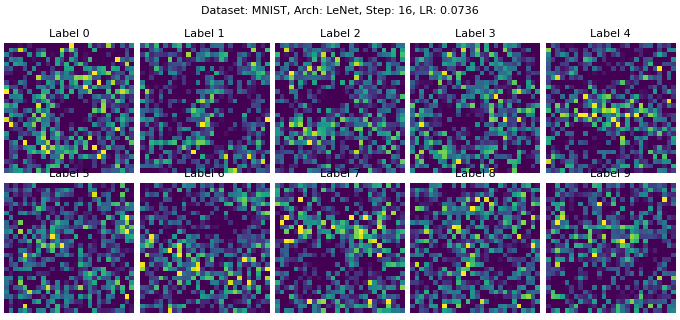 Dataset: MNIST, Arch: LeNet, Step: 16, LR: 0.0736
Label 0 Label 1 Label 2 Label 3 Label 4
Label 5 Label 6 Label 7 Label 8 Label 9